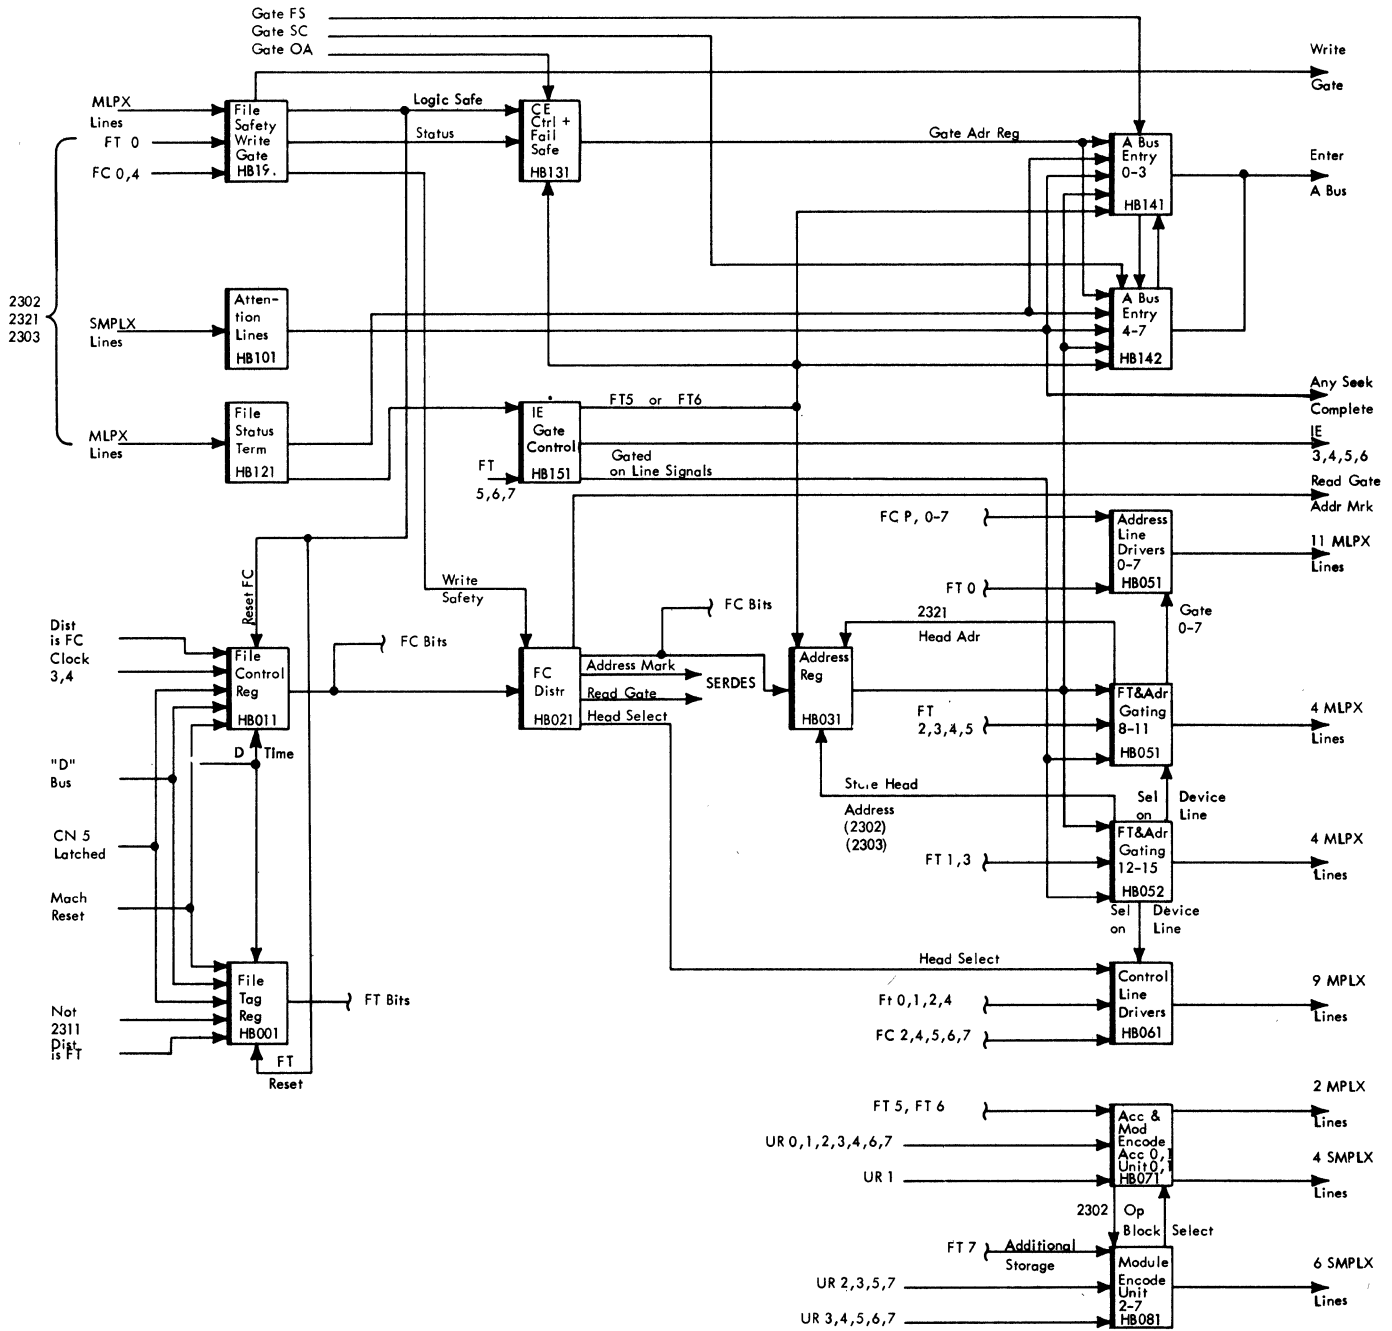 Gate FS
Gate SC
Gate OA
Write
Gate
MLPX
Lines
FT 0
FC 0,4
File
Safety
Write
Gate
HB19.
Logic Safe
Status
CE
Ctrl +
Fail
Safe
HB131
Gate Adr Reg
A Bus
Entry
0-3
HB141
Enter
A Bus
2302
2321
2303
SMPLX
Lines
Atten-
tion
Lines
HB101
A Bus
Entry
4-7
HB142
Any Seek
Complete
MLPX
Lines
File
Status
Term
HB121
IE
Gate
Control
HB151
FT
5,6,7
FT5 or FT6
Gated
on Line Signals
IE
3,4,5,6
Read Gate
Addr Mrk
FC P, 0-7
FT 0
Address
Line
Drivers
0-7
HB051
11 MLPX
Lines
Gate
0-7
Reset FC
Write
Safety
Dist
is FC
Clock
3,4
File
Control
Reg
HB011
FC Bits
FC
Distr
HB021
FC Bits
Address Mark
Read Gate
SERDES
Head Select
Address
Reg
HB031
2321
Head Adr
FT
2,3,4,5
FT&Adr
Gating
8-11
HB051
4 MLPX
Lines
D Time
"D"
Bus
CN 5
Latched
Mach
Reset
Head
Address
(2302)
(2303)
Sel
on
Device
Line
FT 1,3
FT&Adr
Gating
12-15
HB052
4 MLPX
Lines
Sel
on
Device
Line
Not
2311
Dist
is FT
File
Tag
Reg
HB001
FT Bits
FT
Reset
Head Select
Ft 0,1,2,4
FC 2,4,5,6,7
Control
Line
Drivers
HB061
9 MPLX
Lines
FT 5, FT 6
UR 0,1,2,3,4,6,7
UR 1
Acc &
Mod
Encode
Acc 0,1
Unit 0,1
HB071
2 MPLX
Lines
4 SMPLX
Lines
2302 Op
Block Select
FT 7
Additional
Storage
UR 2,3,5,7
UR 3,4,5,6,7
Module
Encode
Unit
2-7
HB081
6 SMPLX
Lines